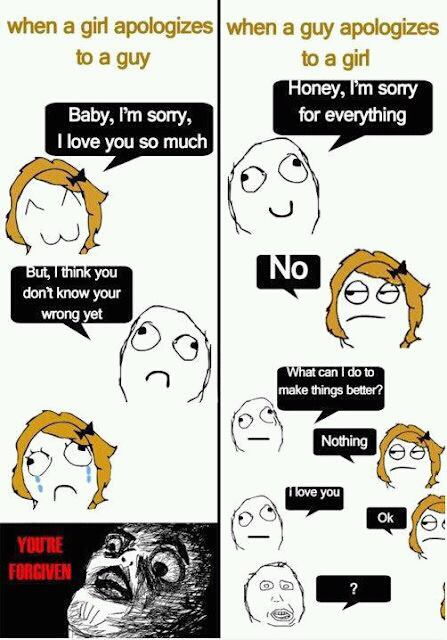 when a girl apologizes
to a guy
Baby, I'm sorry,
I love you so much
But, I think you
don't know your
wrong yet
YOU'RE
FORGIVEN
when a guy apologizes
to a girl
Honey, I'm sorry
for everything
No
What can I do to
make things better?
Nothing
I love you
Ok
?